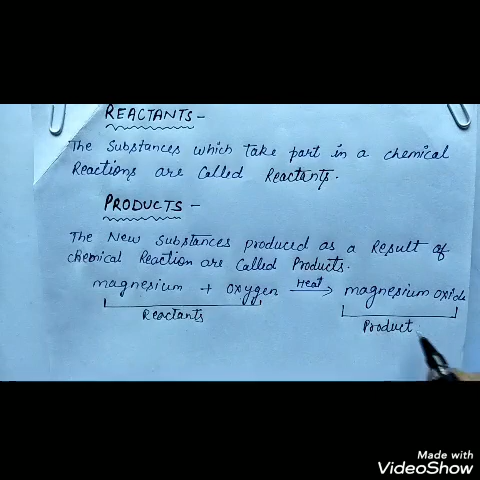 REACTANTS -
The Substances which take part in a chemical
Reactions are Called Reactants.
PRODUCTS -
The New Substances produced as a Result of
chemical Reaction are Called Products.
magnesium + Oxygen Heat → magnesium oxide
Reactants
Product
Made with
VideoShow